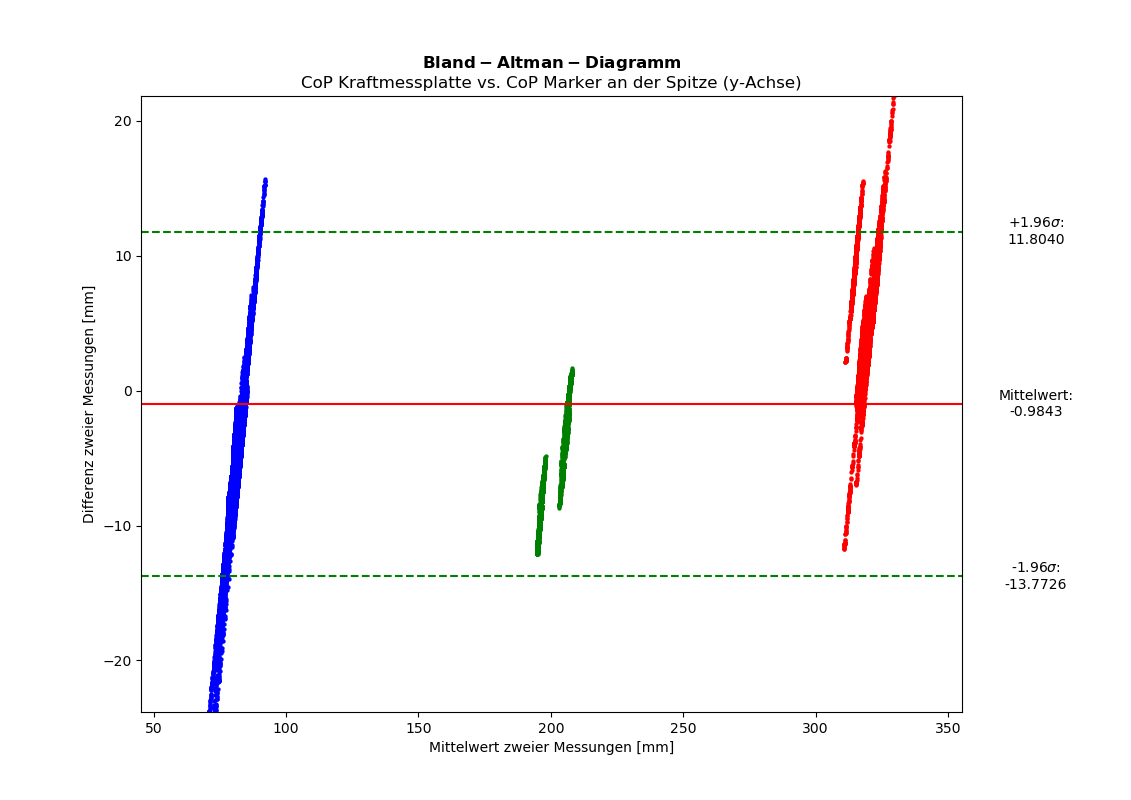 Bland − Altman − Diagramm
CoP Kraftmessplatte vs. CoP Marker an der Spitze (y-Achse)
20
10
0
−10
−20
Differenz zweier Messungen [mm]
50
100
150
200
250
300
350
Mittelwert zweier Messungen [mm]
+1.96σ:
11.8040
Mittelwert:
-0.9843
-1.96σ:
-13.7726